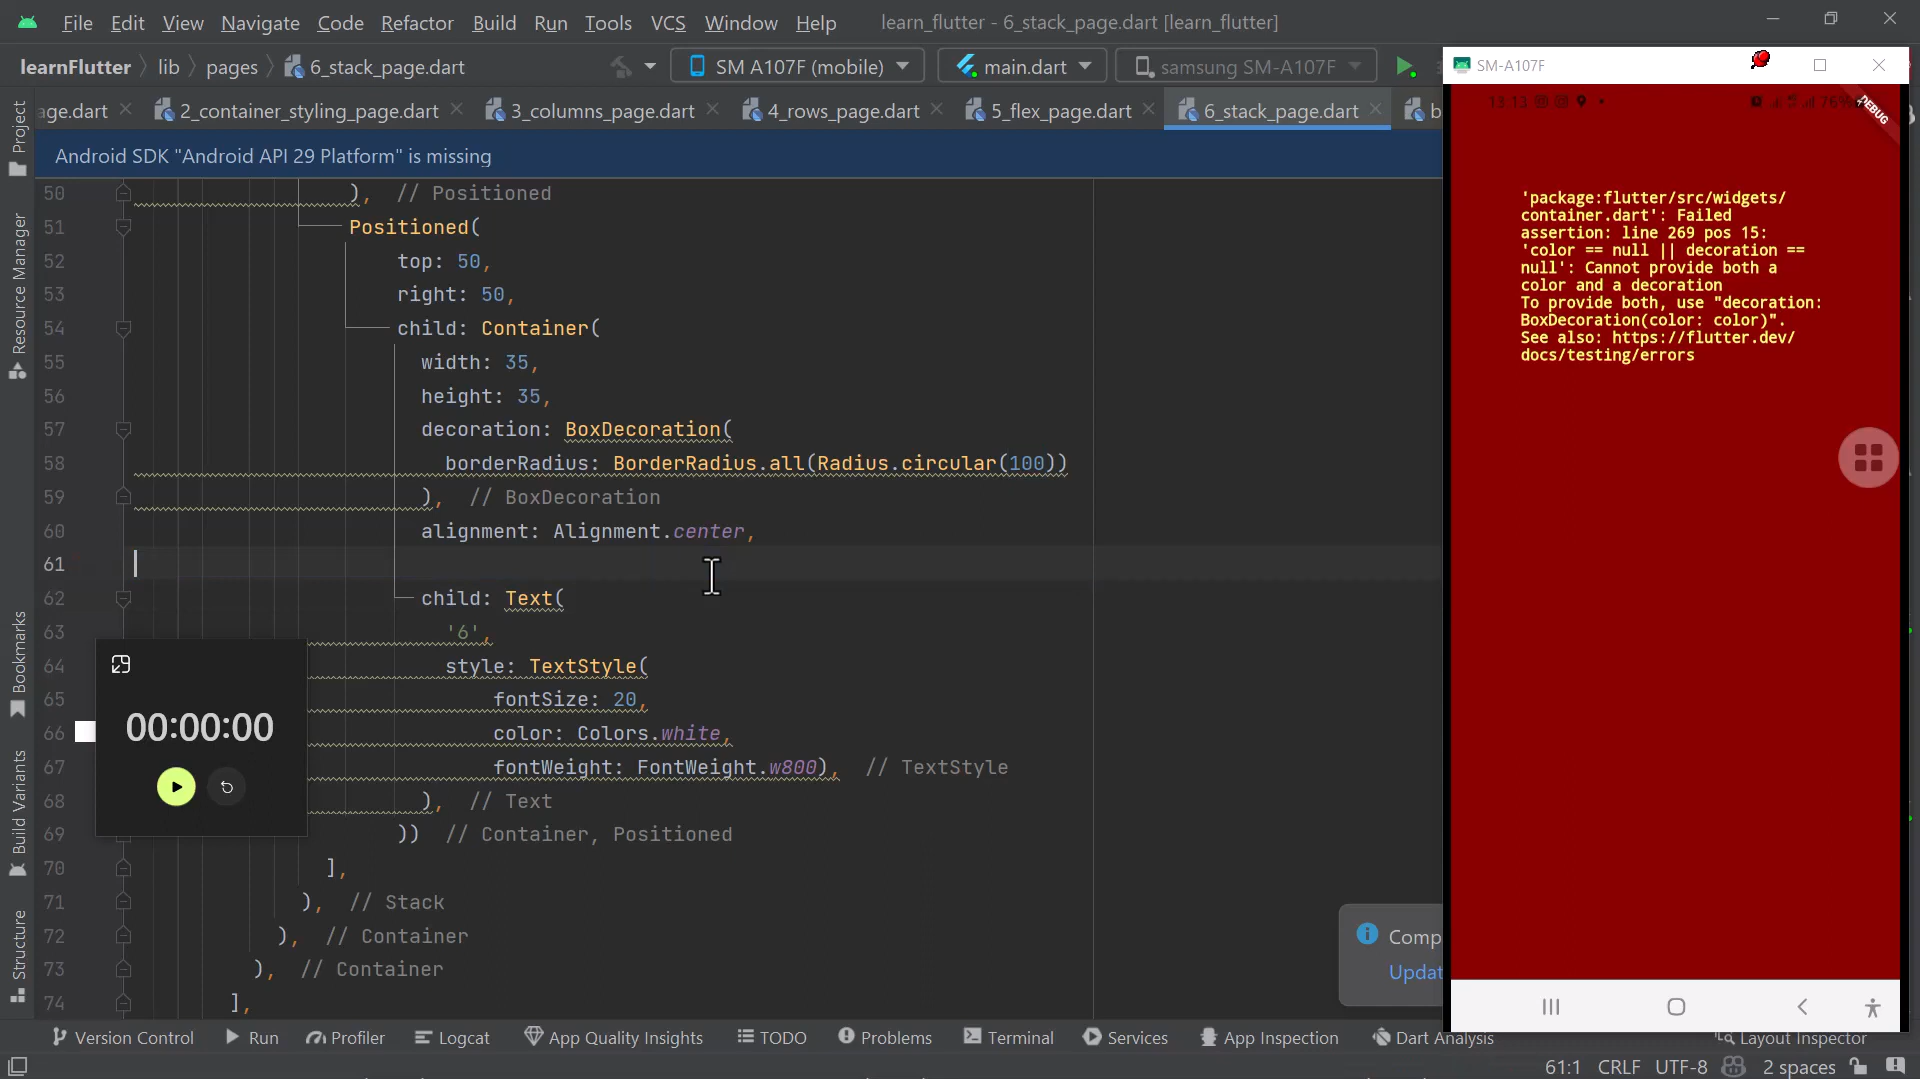 File Edit View Navigate Code Refactor Build Run Tools VCS Window Help learn_flutter - 6_stack_page.dart [learn_flutter]
learnFlutter lib pages 6_stack_page.dart SM A107F (mobile) main.dart samsung SM-A107F
SM-A107F
age.dart 2_container_styling_page.dart 3_columns_page.dart 4_rows_page.dart 5_flex_page.dart 6_stack_page.dart b
Android SDK "Android API 29 Platform" is missing
Project
Resource Manager
Bookmarks
Build Variants
Structure
50 ), // Positioned
51 Positioned(
52 top: 50,
53 right: 50,
54 child: Container(
55 width: 35,
56 height: 35,
57 decoration: BoxDecoration(
58 borderRadius: BorderRadius.all(Radius.circular(100))
59 ), // BoxDecoration
60 alignment: Alignment.center,
61
62 child: Text(
63 '6',
64 style: TextStyle(
65 fontSize: 20,
66 color: Colors.white,
67 fontWeight: FontWeight.w800), // TextStyle
68 ), // Text
69 )) // Container, Positioned
70 ],
71 ), // Stack
72 ), // Container
73 ), // Container
74 ],
00:00:00
13.13 76%
DEBUG
'package:flutter/src/widgets/
container.dart': Failed
assertion: line 269 pos 15:
'color == null || decoration ==
null': Cannot provide both a
color and a decoration
To provide both, use "decoration:
BoxDecoration(color: color)".
See also: https://flutter.dev/
docs/testing/errors
Comp
Updat
Version Control Run Profiler Logcat App Quality Insights TODO Problems Terminal Services App Inspection Dart Analysis Layout Inspector
61:1 CRLF UTF-8 2 spaces